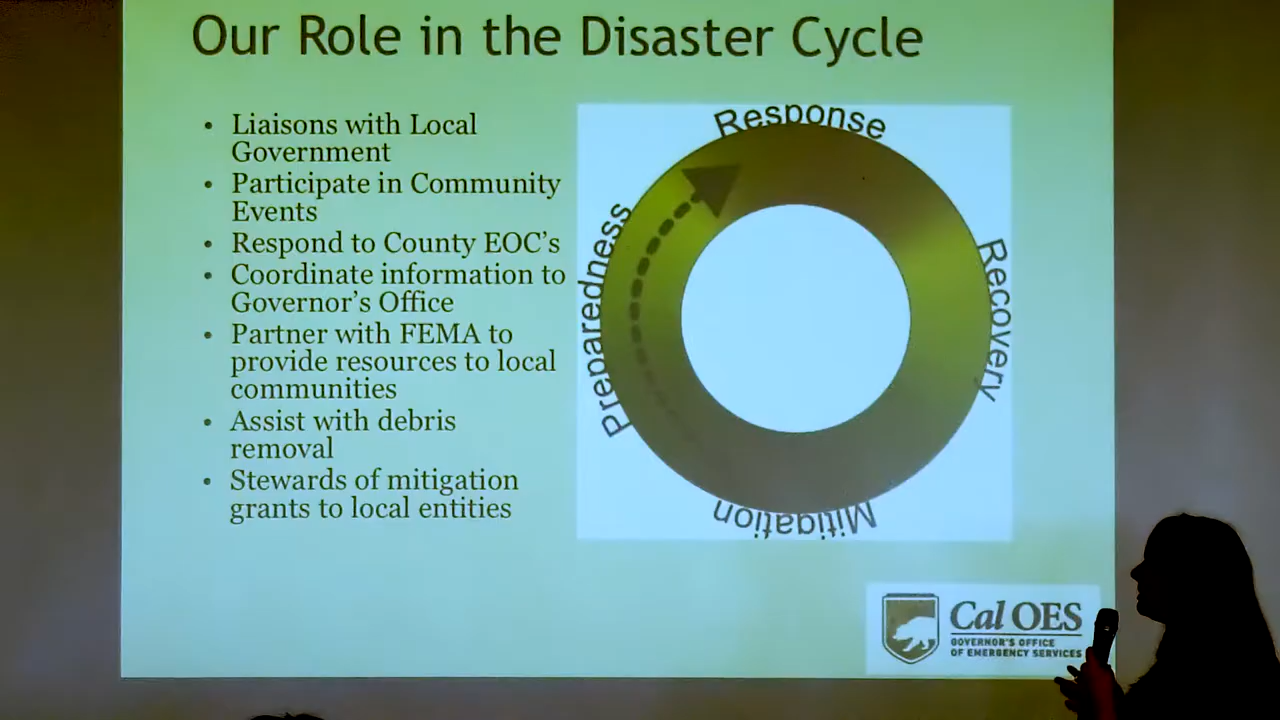 Our Role in the Disaster Cycle
• Liaisons with Local
Government
• Participate in Community
Events
• Respond to County EOC's
• Coordinate information to
Governor's Office
• Partner with FEMA to
provide resources to local
communities
• Assist with debris
removal
• Stewards of mitigation
grants to local entities
Response
Recovery
Mitigation
Preparedness
Cal OES
GOVERNOR'S OFFICE
OF EMERGENCY SERVICES